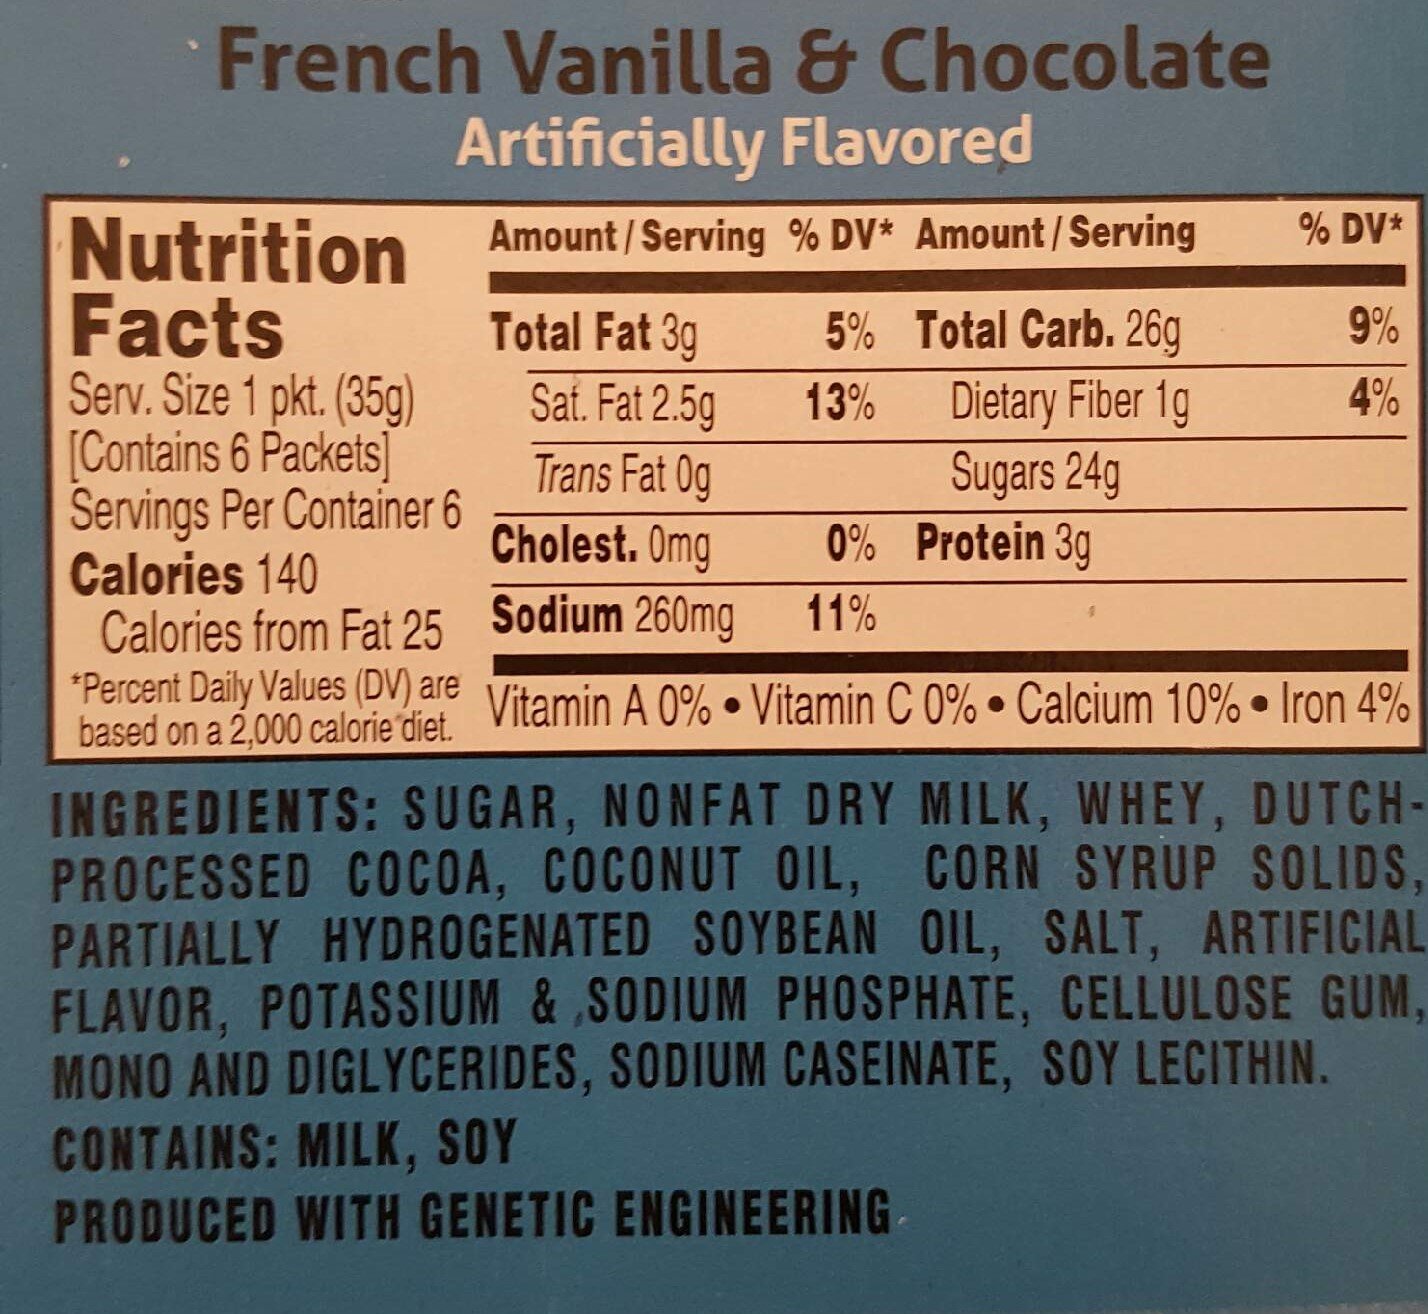 French Vanilla & Chocolate
Artificially Flavored
Nutrition
Facts
Serv. Size 1 pkt. (35g)
[Contains 6 Packets]
Servings Per Container 6
Calories 140
Calories from Fat 25
*Percent Daily Values (DV) are
based on a 2,000 calorie diet.
Amount / Serving % DV* Amount / Serving % DV*
Total Fat 3g 5% Total Carb. 26g 9%
Sat. Fat 2.5g 13% Dietary Fiber 1g 4%
Trans Fat 0g Sugars 24g
Cholest. 0mg 0% Protein 3g
Sodium 260mg 11%
Vitamin A 0% • Vitamin C 0% • Calcium 10% • Iron 4%
INGREDIENTS: SUGAR, NONFAT DRY MILK, WHEY, DUTCH-
PROCESSED COCOA, COCONUT OIL, CORN SYRUP SOLIDS,
PARTIALLY HYDROGENATED SOYBEAN OIL, SALT, ARTIFICIAL
FLAVOR, POTASSIUM & SODIUM PHOSPHATE, CELLULOSE GUM,
MONO AND DIGLYCERIDES, SODIUM CASEINATE, SOY LECITHIN.
CONTAINS: MILK, SOY
PRODUCED WITH GENETIC ENGINEERING